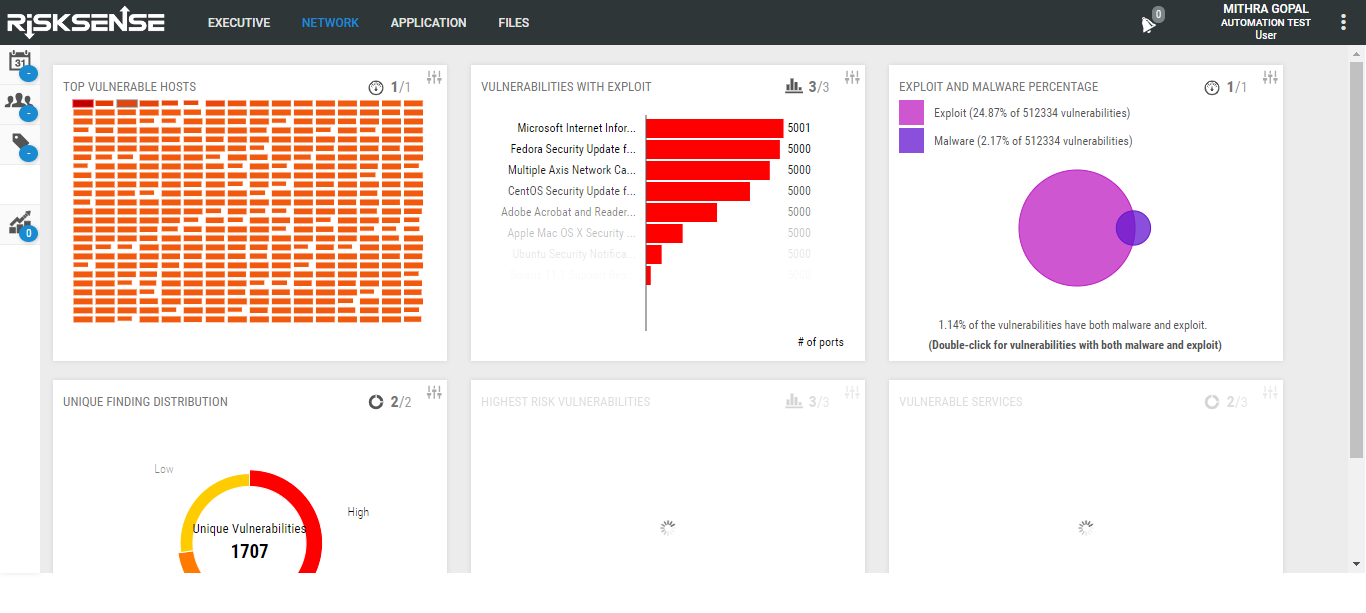 RiSKSENSE
EXECUTIVE
NETWORK
APPLICATION
FILES
0
MITHRA GOPAL
AUTOMATION TEST
User
31
-
-
-
0
TOP VULNERABLE HOSTS
1/1
VULNERABILITIES WITH EXPLOIT
3/3
Microsoft Internet Infor... 5001
Fedora Security Update f... 5000
Multiple Axis Network Ca... 5000
CentOS Security Update f... 5000
Adobe Acrobat and Reader... 5000
Apple Mac OS X Security ... 5000
Ubuntu Security Notifica... 5000
5000
# of ports
EXPLOIT AND MALWARE PERCENTAGE
1/1
Exploit (24.87% of 512334 vulnerabilities)
Malware (2.17% of 512334 vulnerabilities)
1.14% of the vulnerabilities have both malware and exploit.
(Double-click for vulnerabilities with both malware and exploit)
UNIQUE FINDING DISTRIBUTION
2/2
Low
High
Unique Vulnerabilities
1707
HIGHEST RISK VULNERABILITIES
3/3
VULNERABLE SERVICES
2/3